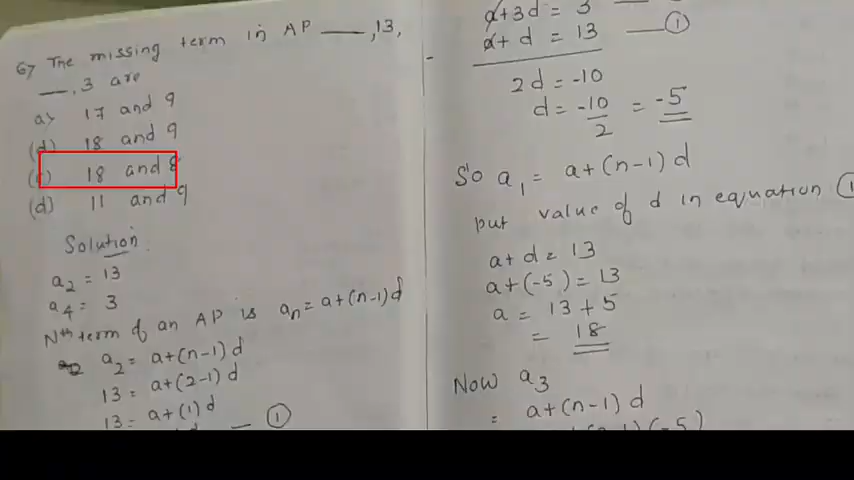 6) The missing term in AP ___, 13,
___, 3 are
a) 17 and 9
(d) 18 and 9
(c) 18 and 8
(d) 11 and 9
Solution
a₂ = 13
a₄ = 3
Nth term of an AP is aₙ = a+(n-1)d
a₂ = a+(n-1)d
13 = a+(2-1)d
13 = a+(1)d
— ①
a+3d = 3
a+ d = 13 — ①
2d = -10
d = -10/2 = -5
So a₁ = a+(n-1)d
put value of d in equation ①
a+d = 13
a+(-5) = 13
a = 13+5
= 18
Now a₃
= a+(n-1)d